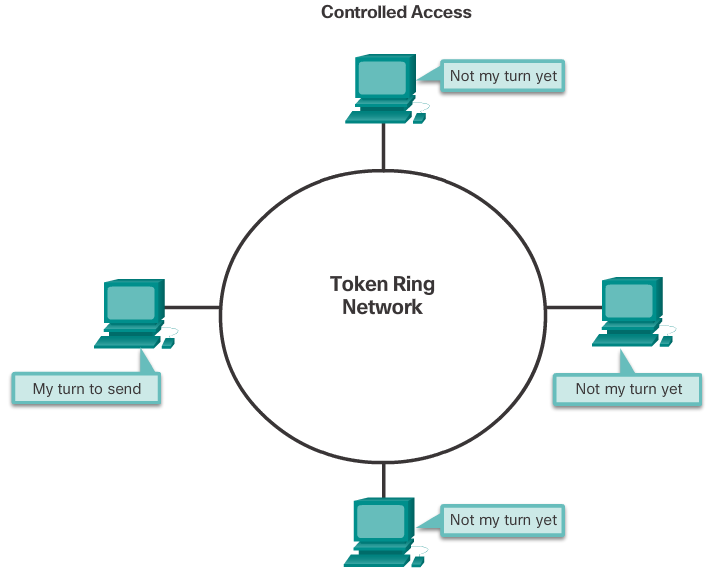 Controlled Access
Not my turn yet
Token Ring
Network
My turn to send
Not my turn yet
Not my turn yet